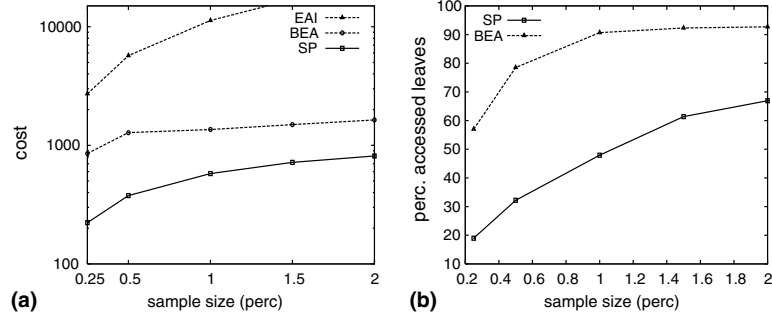 EAI
BEA
SP
10000
1000
100
cost
0.25 0.5 1 1.5 2
sample size (perc)
(a)
SP
BEA
100
90
80
70
60
50
40
30
20
10
perc. accessed leaves
0.2 0.4 0.6 0.8 1 1.2 1.4 1.6 1.8 2
sample size (perc)
(b)